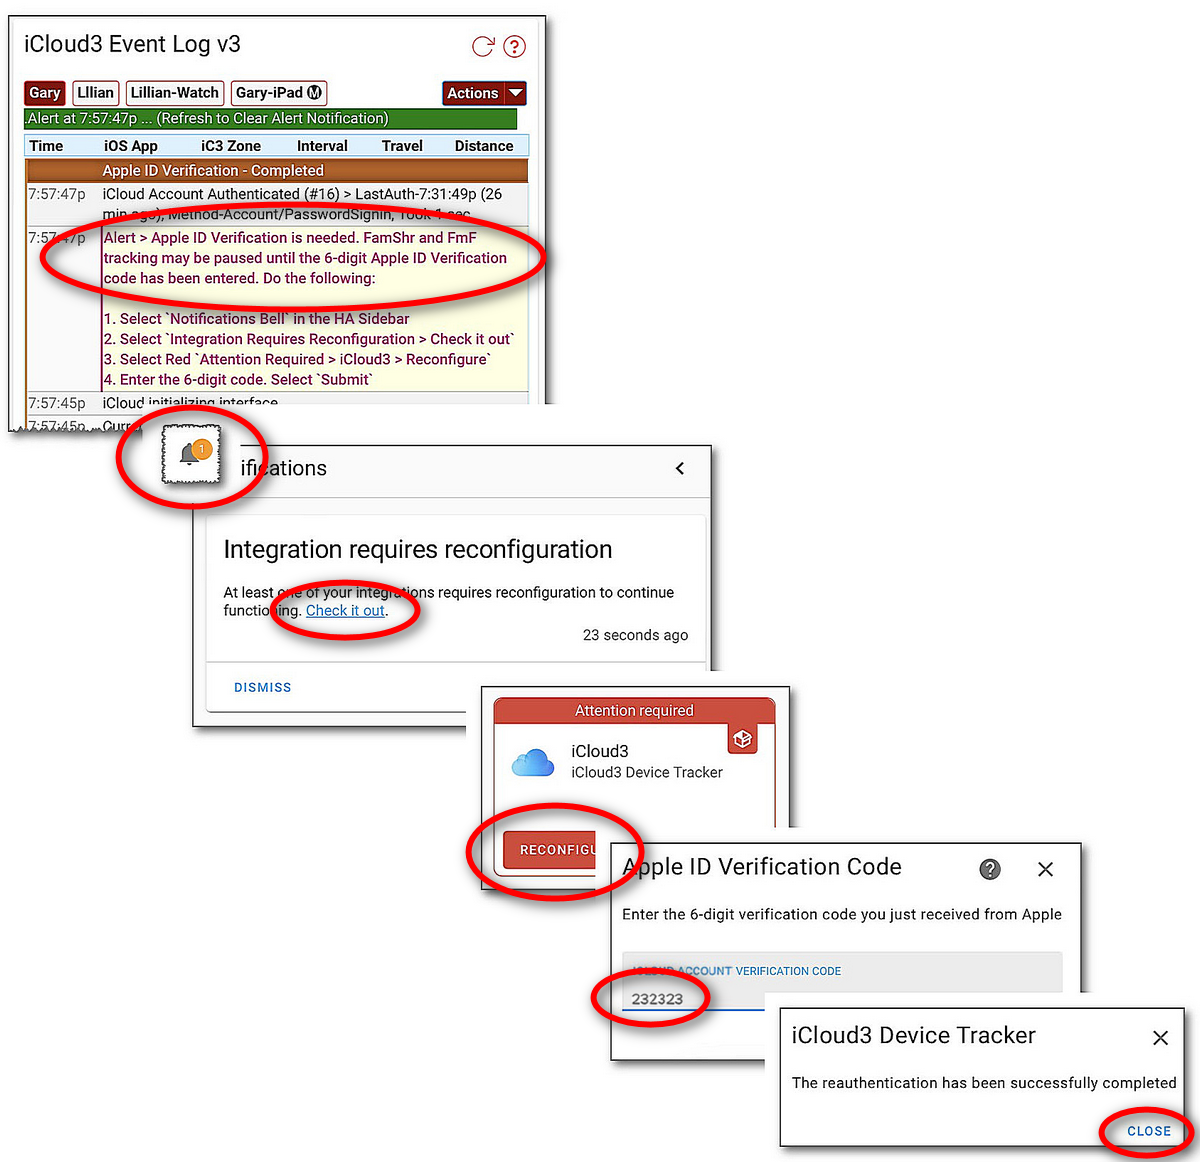 iCloud3 Event Log v3
Gary Lllian Lillian-Watch Gary-iPad Ⓜ Actions
Alert at 7:57:47p ... (Refresh to Clear Alert Notification)
Time iOS App iC3 Zone Interval Travel Distance
Apple ID Verification - Completed
7:57:47p iCloud Account Authenticated (#16) > LastAuth-7:31:49p (26
min ago), Method-Account/PasswordSignin, Took 1 sec
7:57:47p Alert > Apple ID Verification is needed. FamShr and FmF
tracking may be paused until the 6-digit Apple ID Verification
code has been entered. Do the following:
1. Select `Notifications Bell` in the HA Sidebar
2. Select `Integration Requires Reconfiguration > Check it out`
3. Select Red `Attention Required > iCloud3 > Reconfigure`
4. Enter the 6-digit code. Select `Submit`
7:57:45p iCloud initializing interface
7:57:45p Curr
1
ifications
Integration requires reconfiguration
At least one of your integrations requires reconfiguration to continue
functioning. Check it out.
23 seconds ago
DISMISS
Attention required
iCloud3
iCloud3 Device Tracker
RECONFIGU
Apple ID Verification Code
Enter the 6-digit verification code you just received from Apple
ICLOUD ACCOUNT VERIFICATION CODE
232323
iCloud3 Device Tracker
The reauthentication has been successfully completed
CLOSE